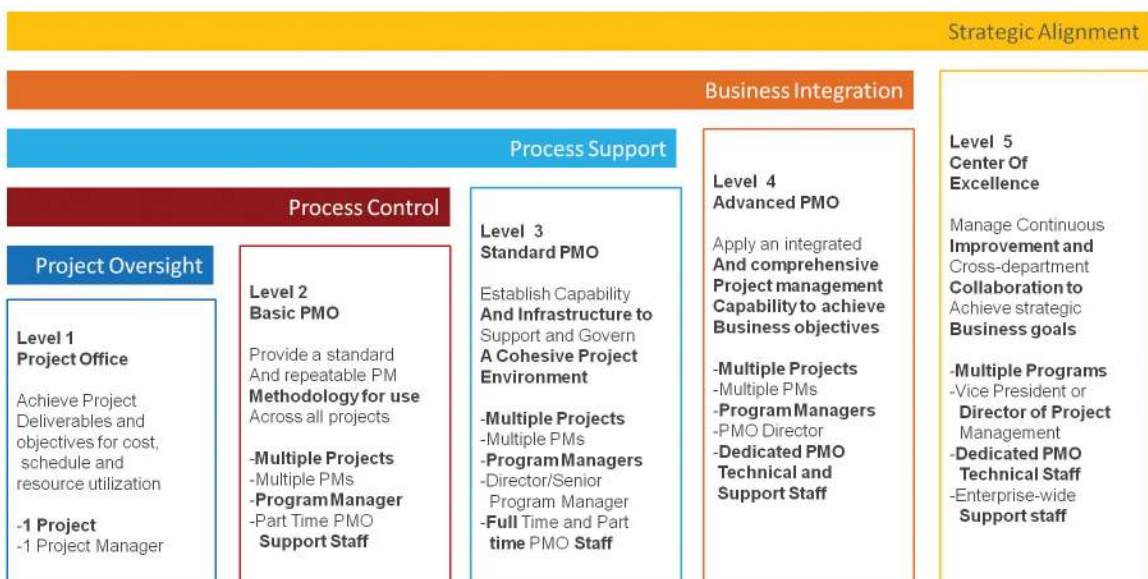 Strategic Alignment
Business Integration
Process Support
Process Control
Project Oversight
Level 1
Project Office
Achieve Project
Deliverables and
objectives for cost,
schedule and
resource utilization
-1 Project
-1 Project Manager
Level 2
Basic PMO
Provide a standard
And repeatable PM
Methodology for use
Across all projects
-Multiple Projects
-Multiple PMs
-Program Manager
-Part Time PMO
Support Staff
Level 3
Standard PMO
Establish Capability
And Infrastructure to
Support and Govern
A Cohesive Project
Environment
-Multiple Projects
-Multiple PMs
-Program Managers
-Director/Senior
Program Manager
-Full Time and Part
time PMO Staff
Level 4
Advanced PMO
Apply an integrated
And comprehensive
Project management
Capability to achieve
Business objectives
-Multiple Projects
-Multiple PMs
-Program Managers
-PMO Director
-Dedicated PMO
Technical and
Support Staff
Level 5
Center Of
Excellence
Manage Continuous
Improvement and
Cross-department
Collaboration to
Achieve strategic
Business goals
-Multiple Programs
-Vice President or
Director of Project
Management
-Dedicated PMO
Technical Staff
-Enterprise-wide
Support staff